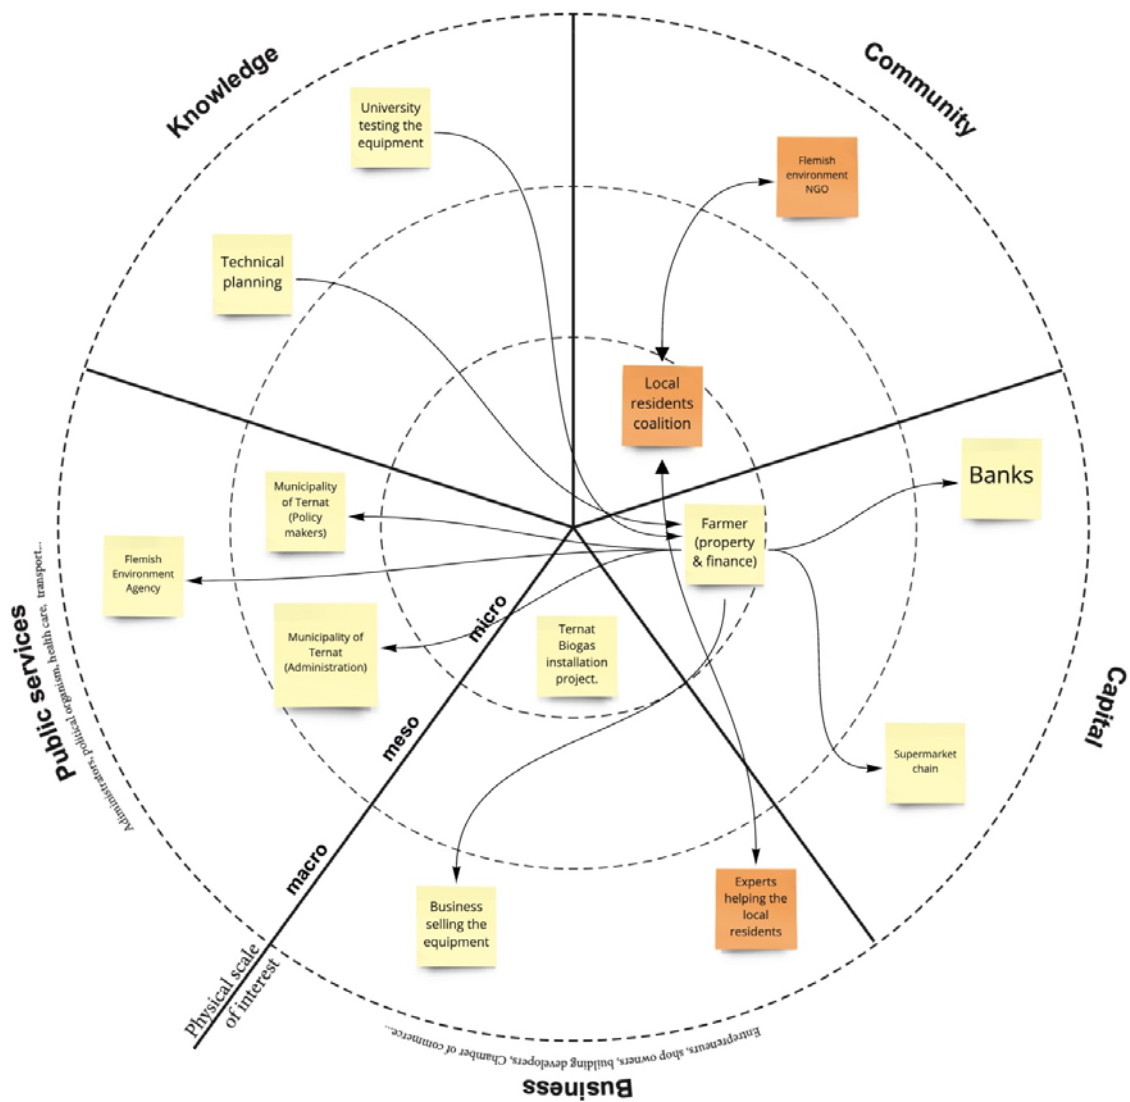 Knowledge
Community
University
testing the
equipment
Flemish
environment
NGO
Technical
planning
Local
residents
coalition
Banks
Municipality
of Ternat
(Policy
makers)
Farmer
(property
& finance)
Flemish
Environment
Agency
Municipality of
Ternat
(Administration)
Ternat
Biogas
installation
project.
micro
meso
macro
Physical scale
of interest
Public services
Administrators, political organism, health care, transport...
Capital
Supermarket
chain
Business
selling the
equipment
Experts
helping the
local
residents
Entrepreneurs, shop owners, building developers, Chamber of commerce...
Business